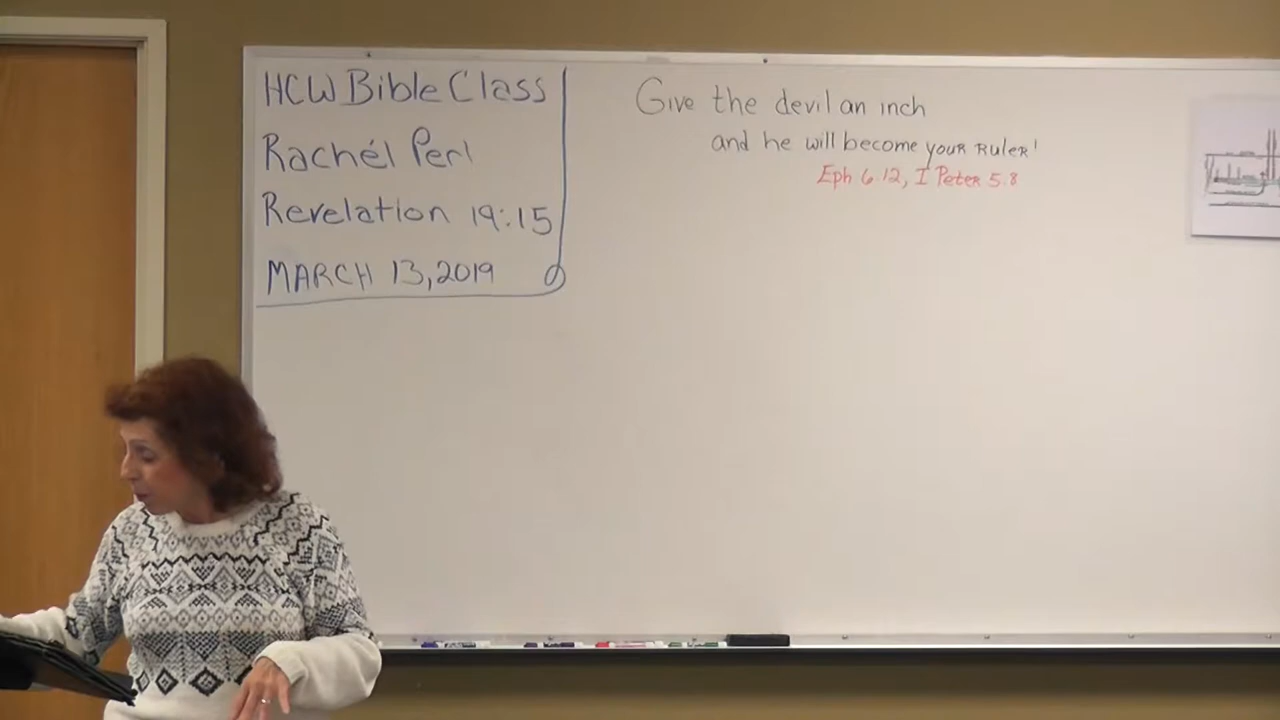 HCW Bible Class
Rachél Perl
Revelation 19:15
MARCH 13, 2019
Give the devil an inch
and he will become your Ruler!
Eph 6.12, I Peter 5.8